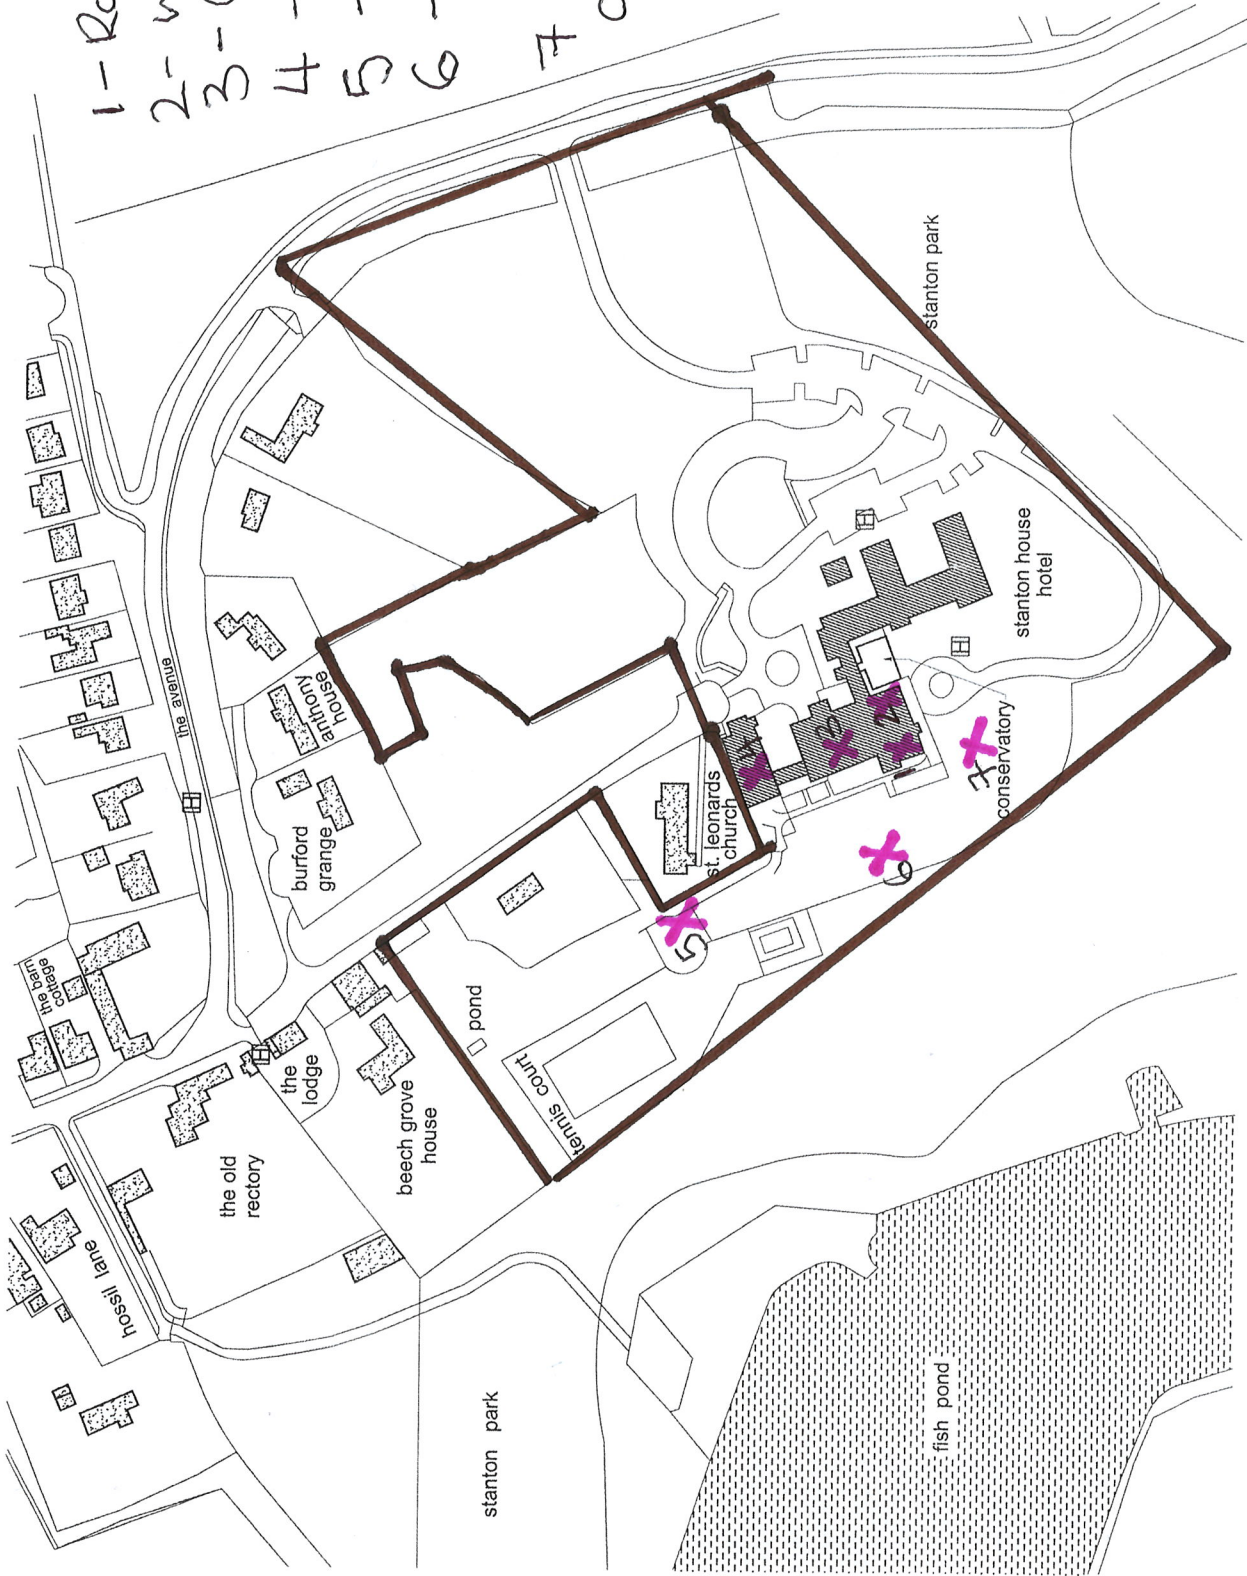 1 -
2 -
3 -
4 -
5 -
6 -
7
stanton park
the avenue
anthony
house
burford
grange
the barn
cottage
the lodge
beech grove
house
the old
rectory
hossil lane
pond
tennis court
st. leonards
church
stanton house
hotel
conservatory
stanton park
fish pond
H
H
H
H
2
3
4
5
6
7